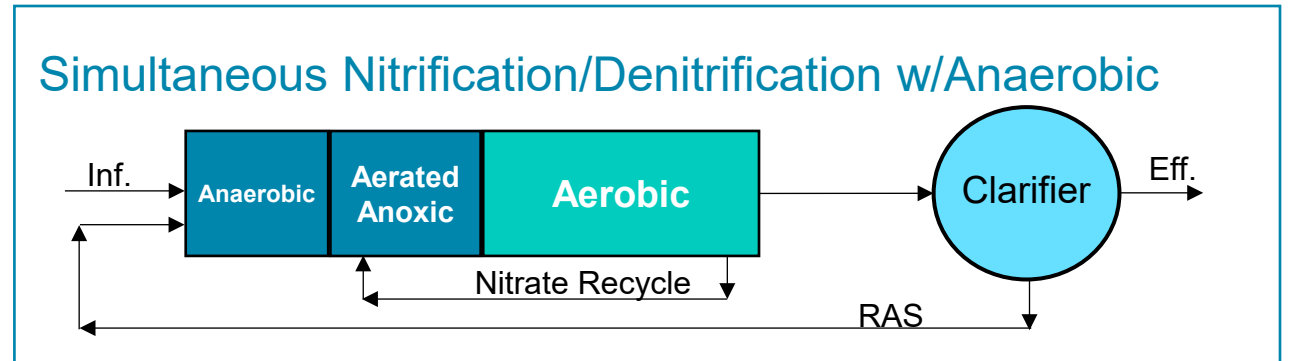 Simultaneous Nitrification/Denitrification w/Anaerobic
Inf.
Anaerobic
Aerated
Anoxic
Aerobic
Clarifier
Eff.
Nitrate Recycle
RAS